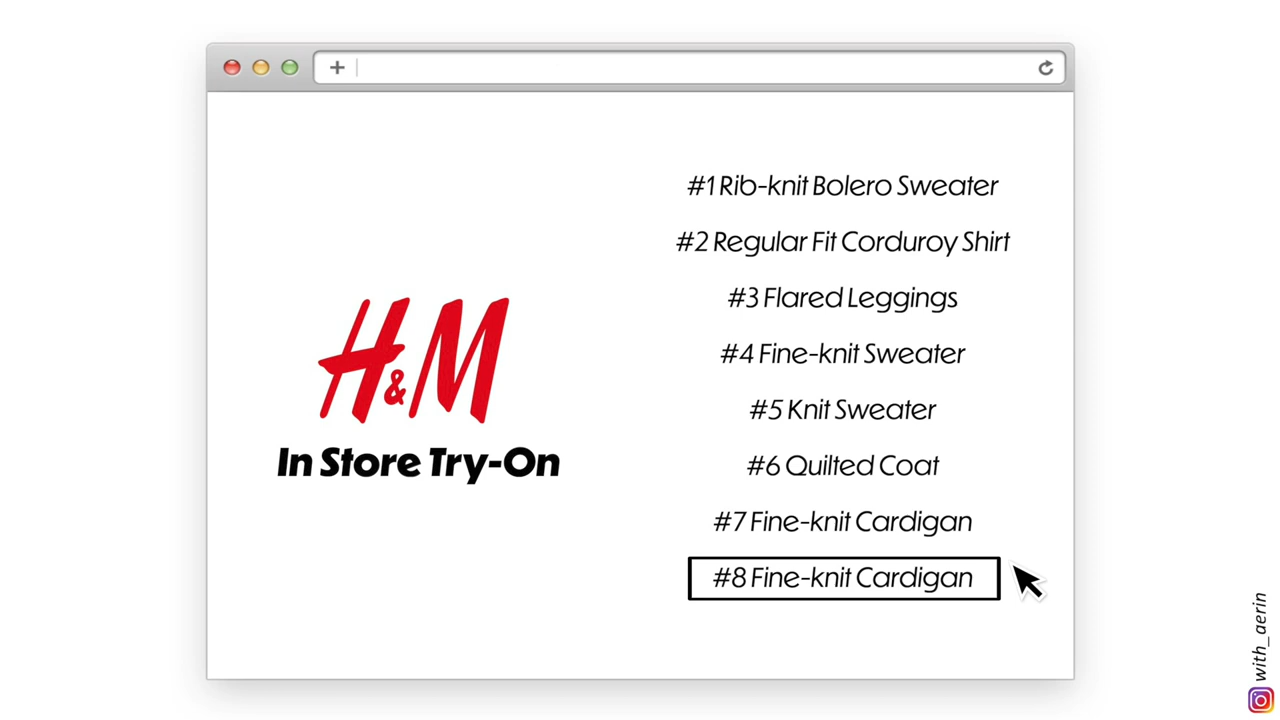 H&M
In Store Try-On
#1 Rib-knit Bolero Sweater
#2 Regular Fit Corduroy Shirt
#3 Flared Leggings
#4 Fine-knit Sweater
#5 Knit Sweater
#6 Quilted Coat
#7 Fine-knit Cardigan
#8 Fine-knit Cardigan
with_aerin